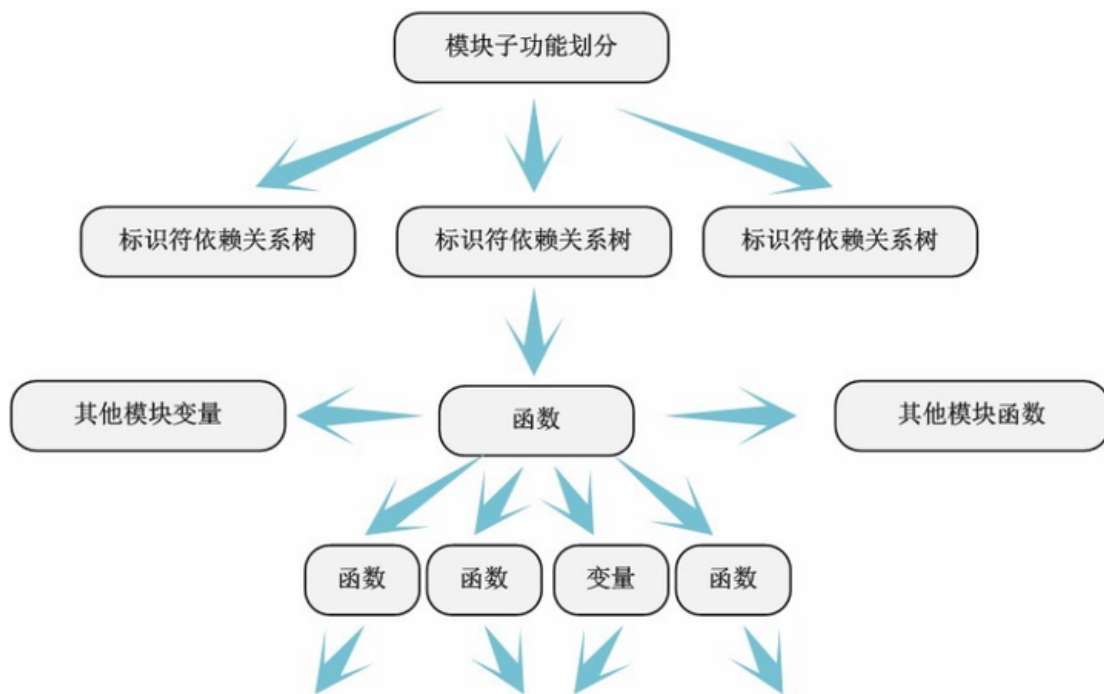 模块子功能划分
标识符依赖关系树
标识符依赖关系树
标识符依赖关系树
其他模块变量
函数
其他模块函数
函数
函数
变量
函数